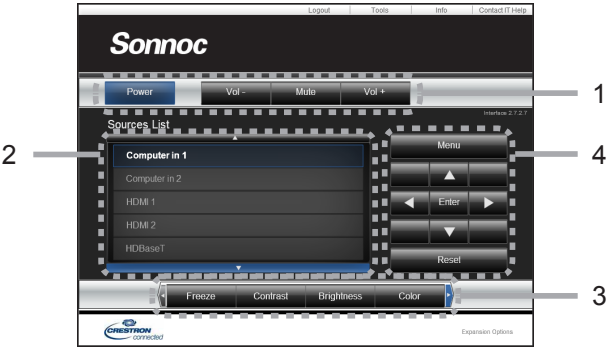 Logout Tools Info Contact IT Help
Sonnoc
Power Vol - Mute Vol + 1
Interface 2.7.2.7
Sources List
2 Computer in 1
Computer in 2
HDMI 1
HDMI 2
HDBaseT
Menu 4
Enter
Reset
Freeze Contrast Brightness Color 3
CRESTRON
connected
Expansion Options